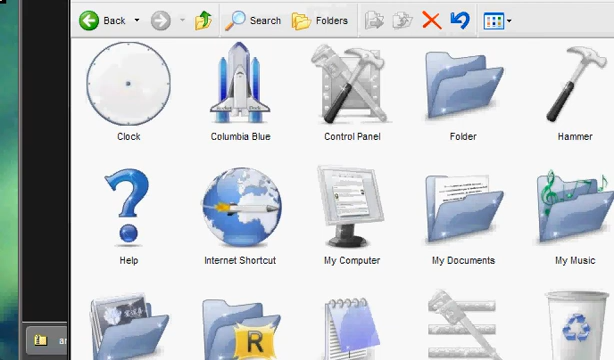 Back Search Folders
Clock Columbia Blue Control Panel Folder Hammer
Help Internet Shortcut My Computer My Documents My Music
R